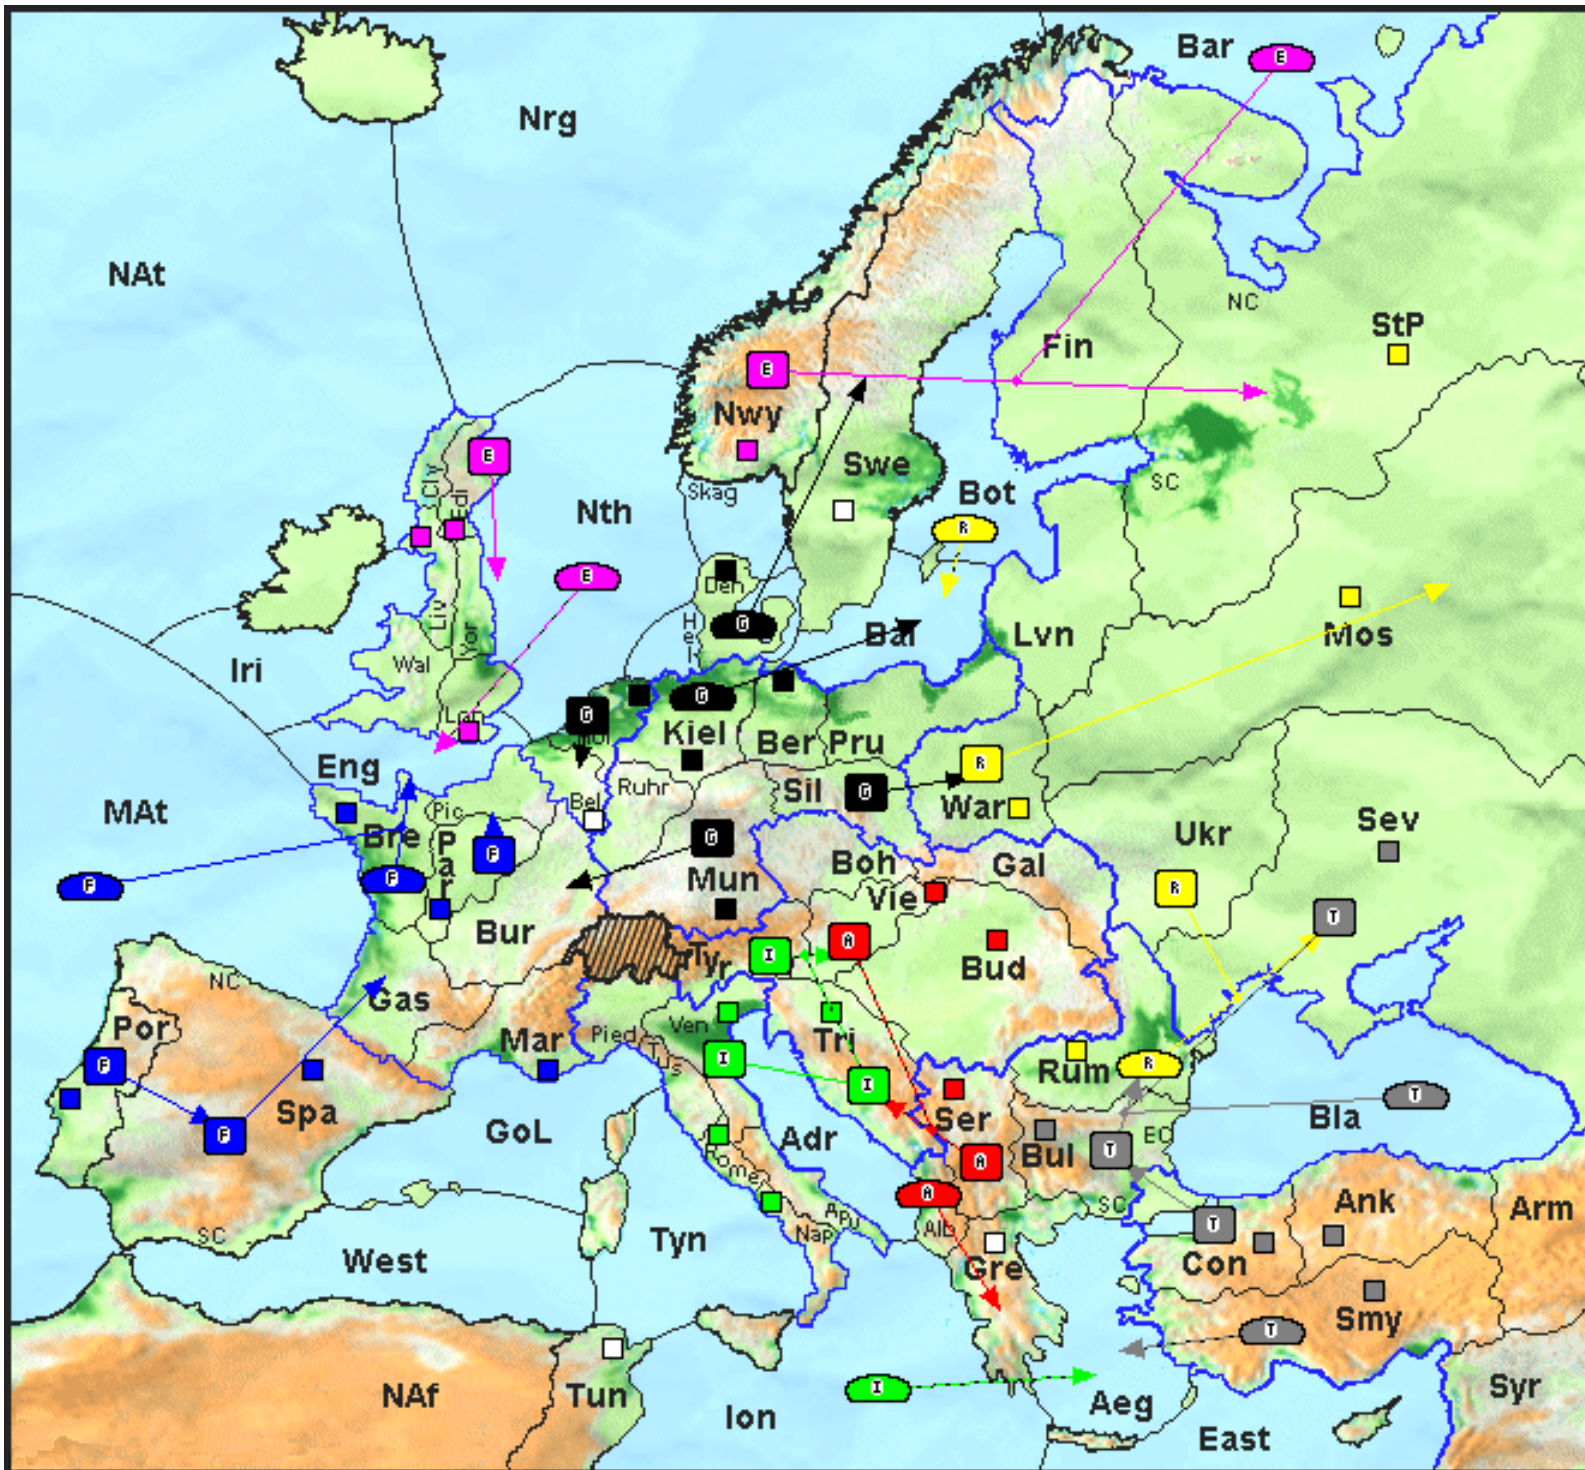 Bar
E
Nrg
NAt
NC
StP
Fin
E
Nwy
E
Swe
SC
Skag
Bot
Nth
R
Cly
Edi
E
Den
Hel
G
Bal
Lvn
Mos
Liv
Yor
Wal
Iri
Lon
G
G
Hol
Kiel
Ber
Pru
R
Eng
Ruhr
Sil
G
War
Bel
MAt
Pic
Bre
Par
F
G
Boh
Gal
Ukr
Sev
F
F
Mun
Vie
R
T
Bur
I
A
Tyr
Bud
NC
Gas
Ven
Por
Mar
Pied
Tus
Tri
I
Rum
R
F
I
Spa
Ser
T
Bla
F
GoL
Adr
A
Bul
T
EC
Rome
A
Ank
Arm
SC
Apu
Nap
Alb
SC
T
West
Tyn
Gre
Con
T
Smy
NAf
Tun
I
Aeg
Syr
Ion
East